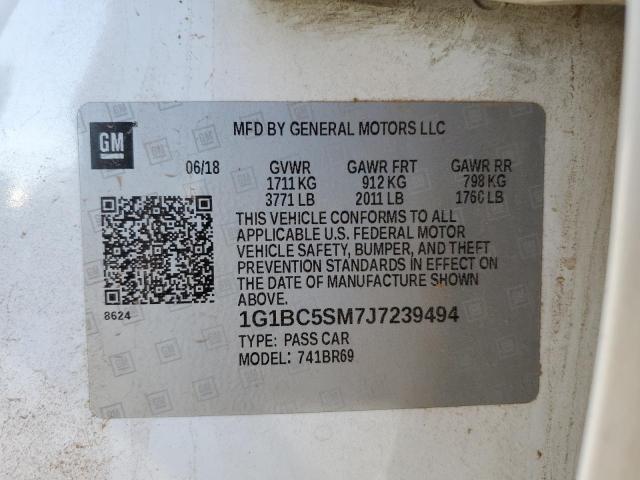 GM
MFD BY GENERAL MOTORS LLC
06/18 GVWR GAWR FRT GAWR RR
1711 KG 912 KG 798 KG
3771 LB 2011 LB 1760 LB
THIS VEHICLE CONFORMS TO ALL
APPLICABLE U.S. FEDERAL MOTOR
VEHICLE SAFETY, BUMPER, AND THEFT
PREVENTION STANDARDS IN EFFECT ON
THE DATE OF MANUFACTURE SHOWN
ABOVE.
8624
1G1BC5SM7J7239494
TYPE: PASS CAR
MODEL: 741BR69